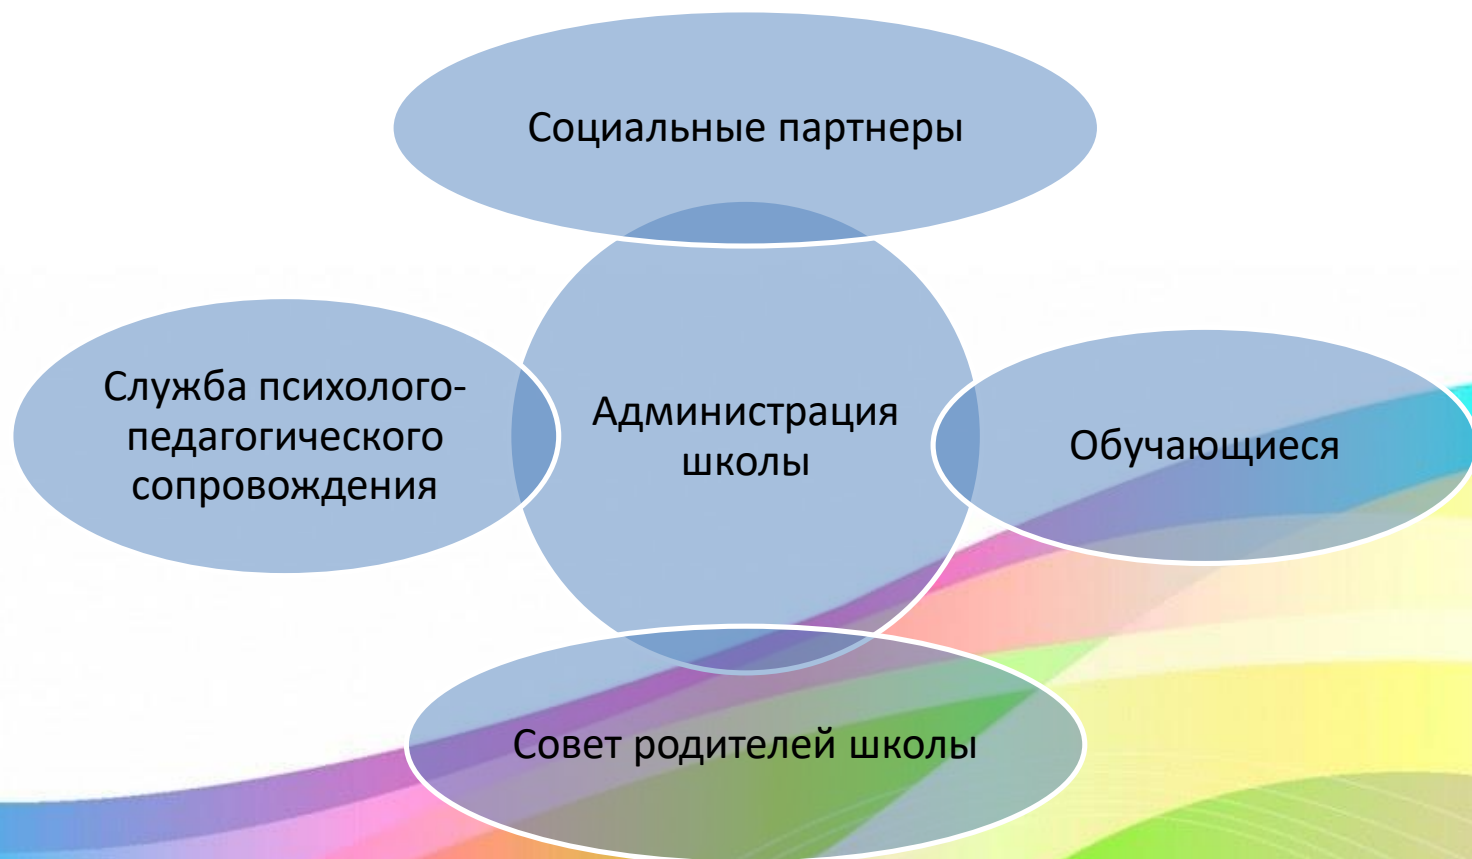 Социальные партнеры
Служба психолого-
педагогического
сопровождения
Администрация
школы
Обучающиеся
Совет родителей школы